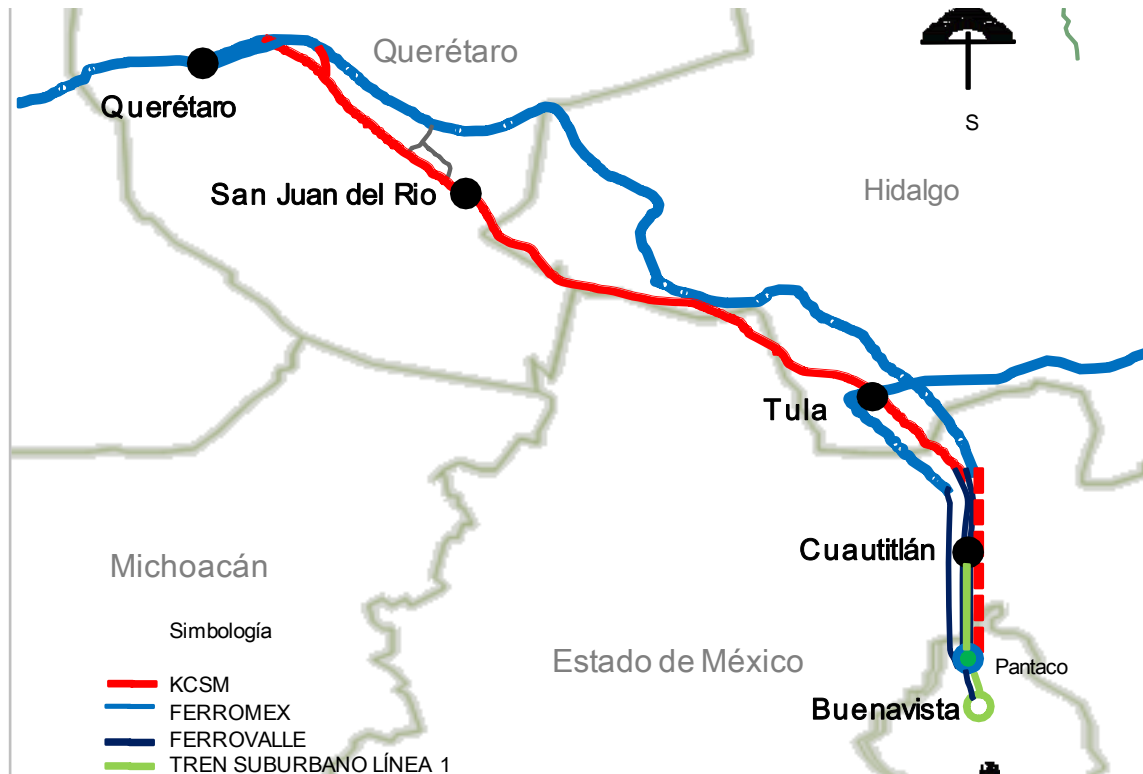 Querétaro
Querétaro
S
San Juan del Rio
Hidalgo
Tula
Cuautitlán
Michoacán
Simbología
Estado de México
Pantaco
KCSM
Buenavista
FERROMEX
FERROVALLE
TREN SUBURBANO LÍNEA 1